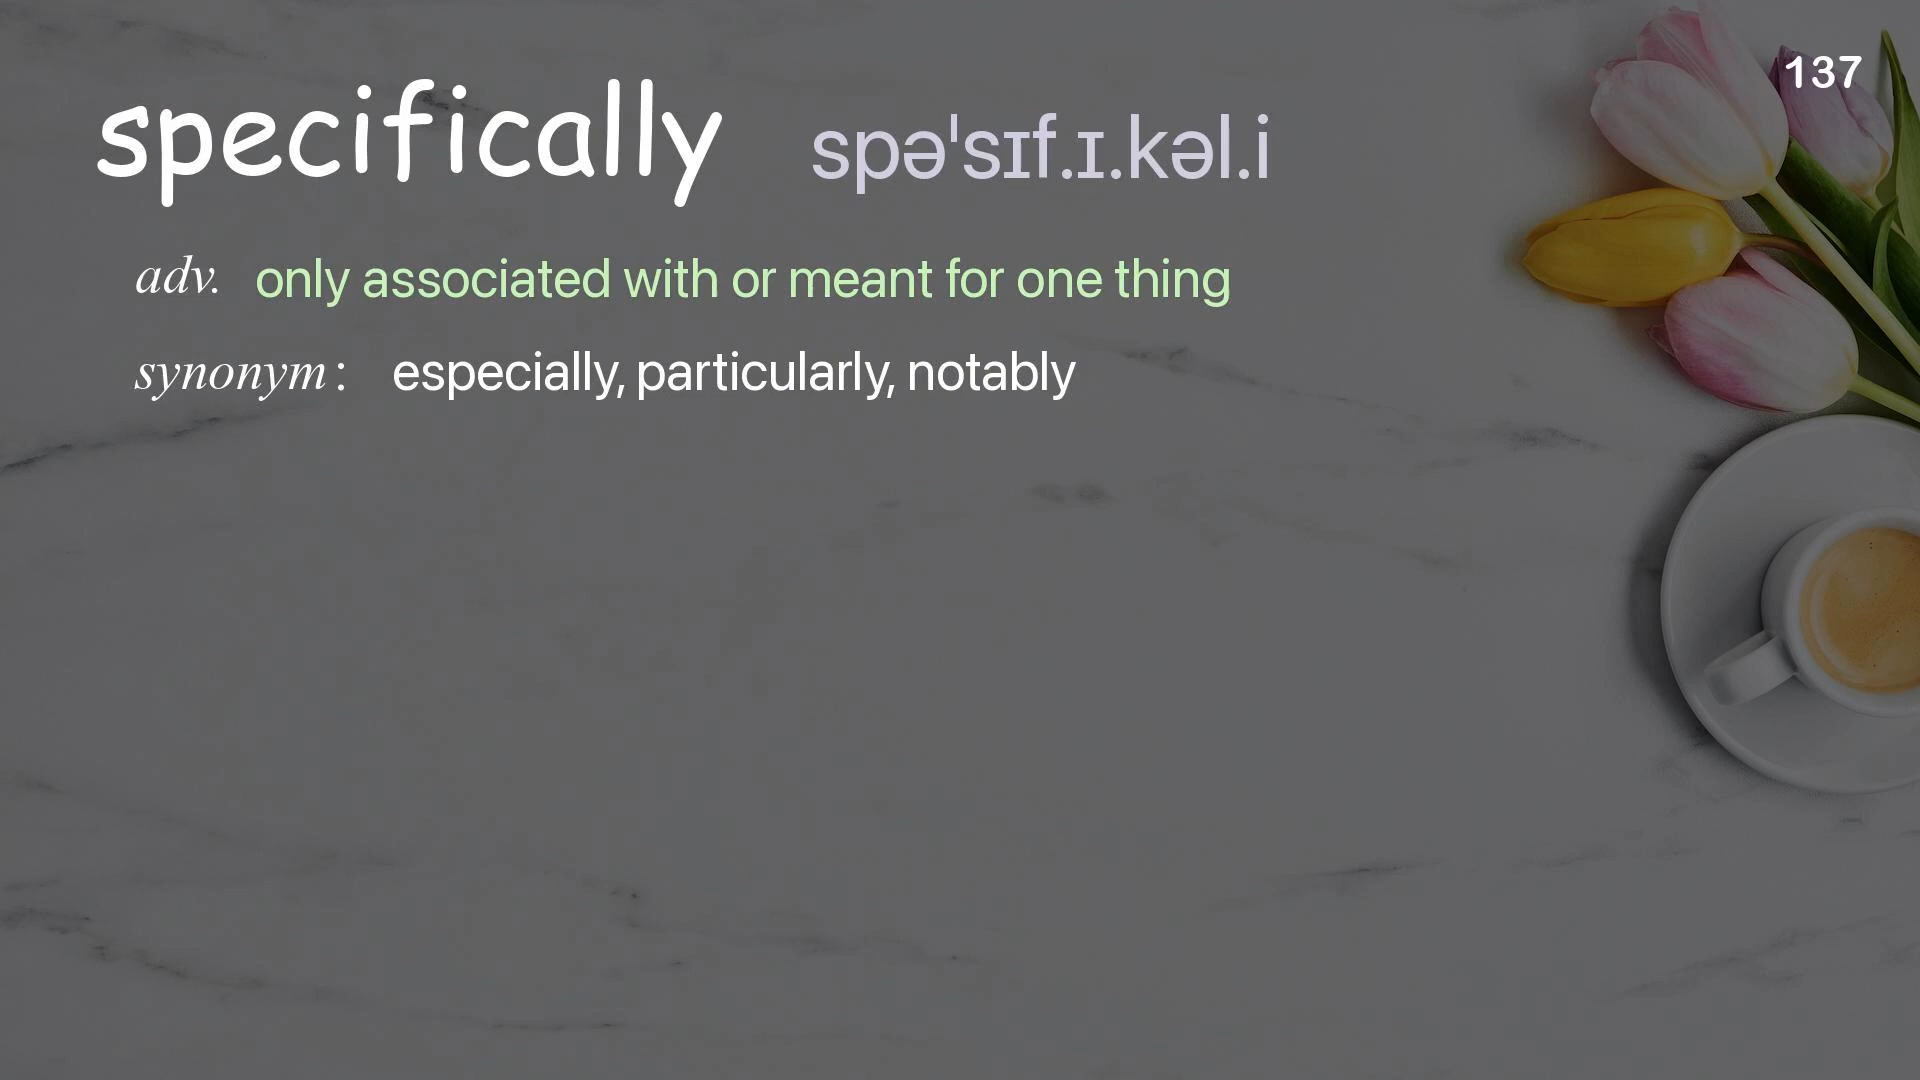 137
specifically spəˈsɪf.ɪ.kəl.i
adv. only associated with or meant for one thing
synonym : especially, particularly, notably